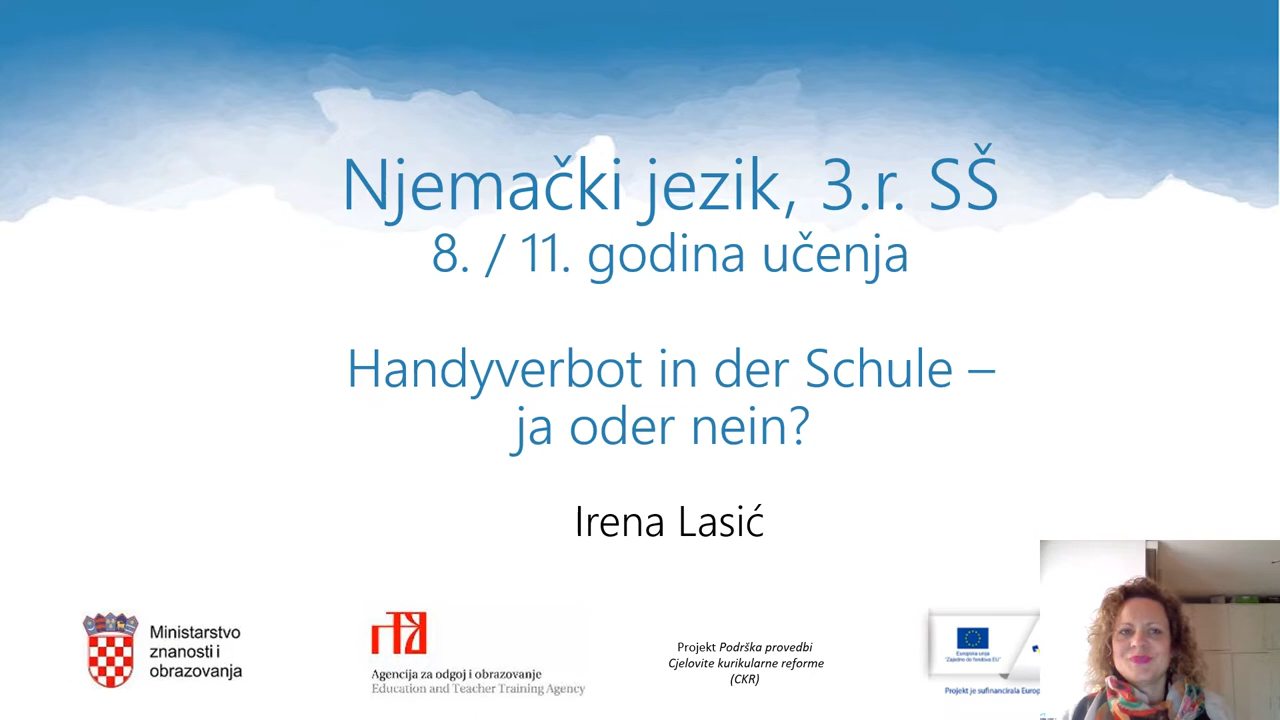 Njemački jezik, 3.r. SŠ
8. / 11. godina učenja
Handyverbot in der Schule –
ja oder nein?
Irena Lasić
Ministarstvo
znanosti i
obrazovanja
Agencija za odgoj i obrazovanje
Education and Teacher Training Agency
Projekt Podrška provedbi
Cjelovite kurikularne reforme
(CKR)
Europska unija
"Zajedno do fondova EU"
Projekt je sufinancirala Europ